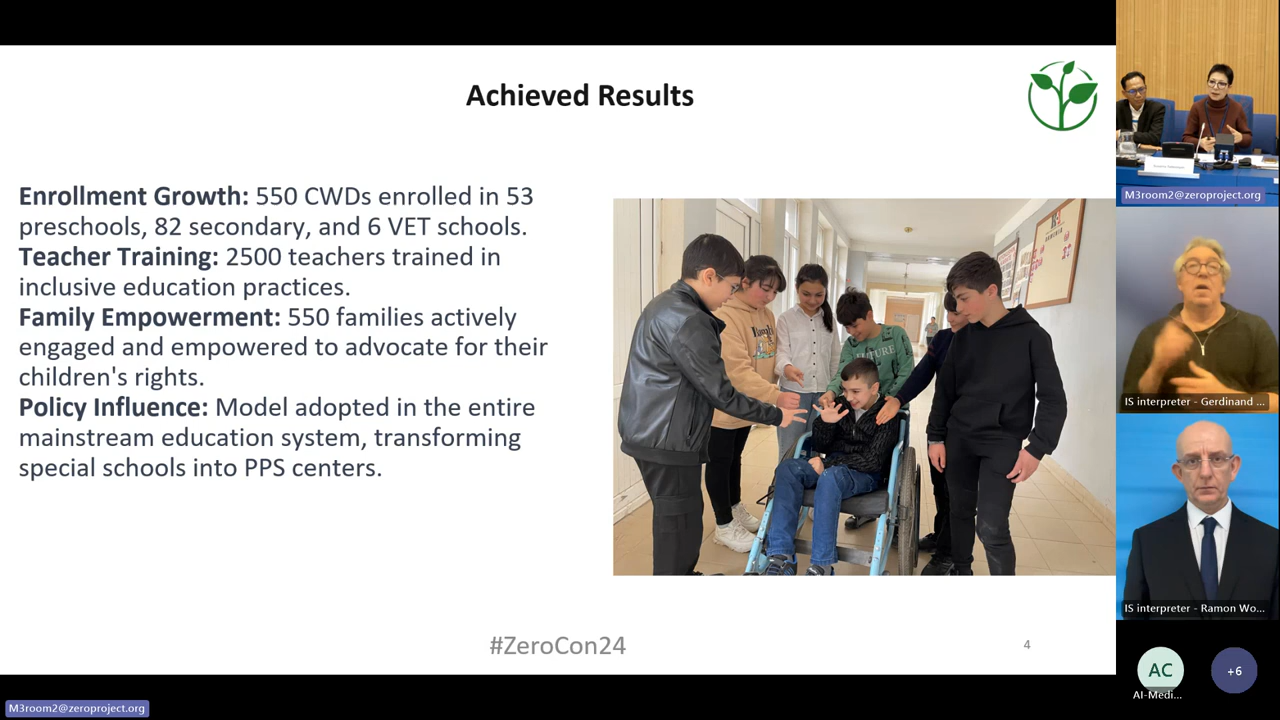 Achieved Results
Enrollment Growth: 550 CWDs enrolled in 53
preschools, 82 secondary, and 6 VET schools.
Teacher Training: 2500 teachers trained in
inclusive education practices.
Family Empowerment: 550 families actively
engaged and empowered to advocate for their
children's rights.
Policy Influence: Model adopted in the entire
mainstream education system, transforming
special schools into PPS centers.
#ZeroCon24
4
M3room2@zeroproject.org
M3room2@zeroproject.org
IS interpreter - Gerdinand ...
IS interpreter - Ramon Wo...
AC
AI-Medi...
+6